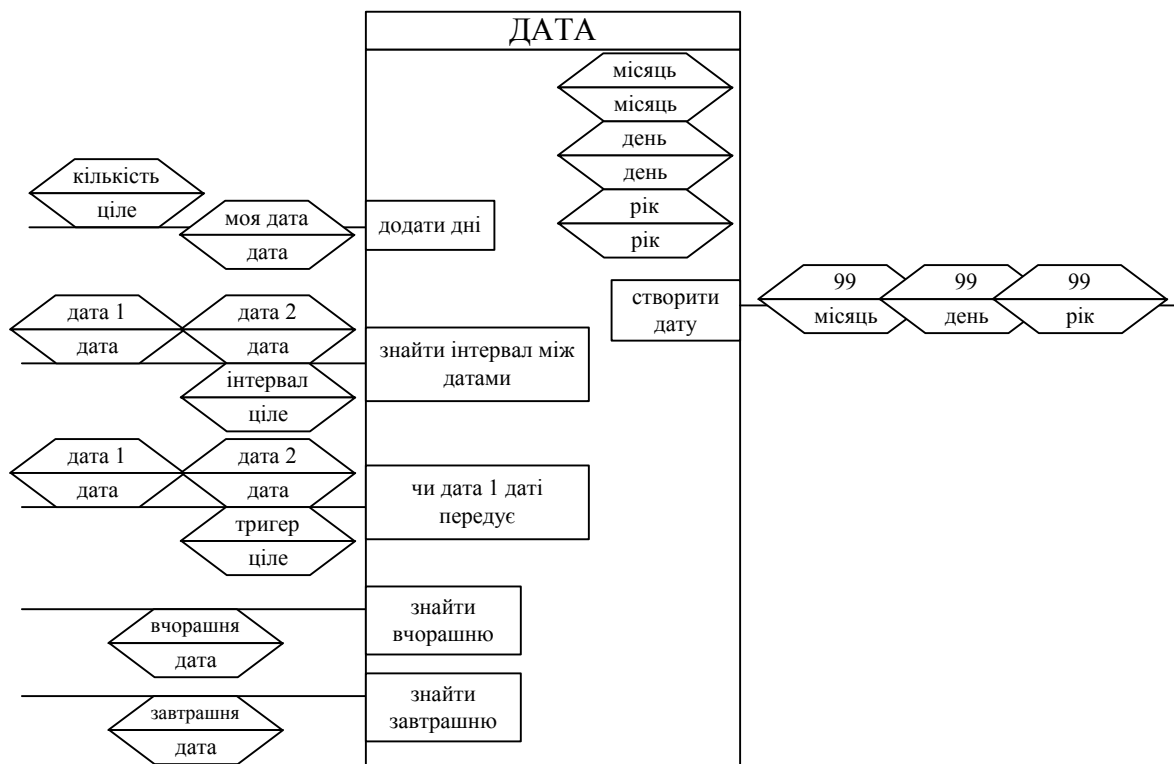 ДАТА
місяць
місяць
день
день
рік
рік
кількість
ціле
моя дата
дата
додати дні
створити
дату
99
місяць
99
день
99
рік
дата 1
дата
дата 2
дата
інтервал
ціле
знайти інтервал між
датами
дата 1
дата
дата 2
дата
тригер
ціле
чи дата 1 даті
передує
вчорашня
дата
знайти
вчорашню
завтрашня
дата
знайти
завтрашню